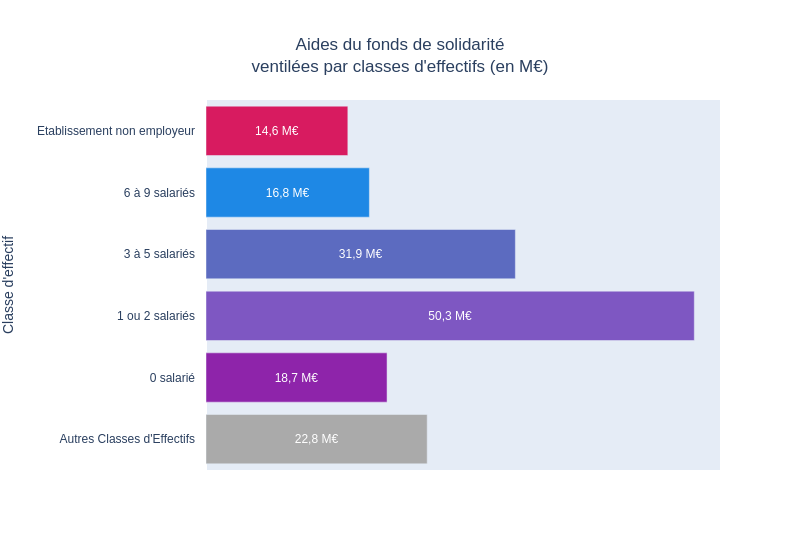 Aides du fonds de solidarité
ventilées par classes d'effectifs (en M€)
Classe d'effectif
Etablissement non employeur
14,6 M€
6 à 9 salariés
16,8 M€
3 à 5 salariés
31,9 M€
1 ou 2 salariés
50,3 M€
0 salarié
18,7 M€
Autres Classes d'Effectifs
22,8 M€